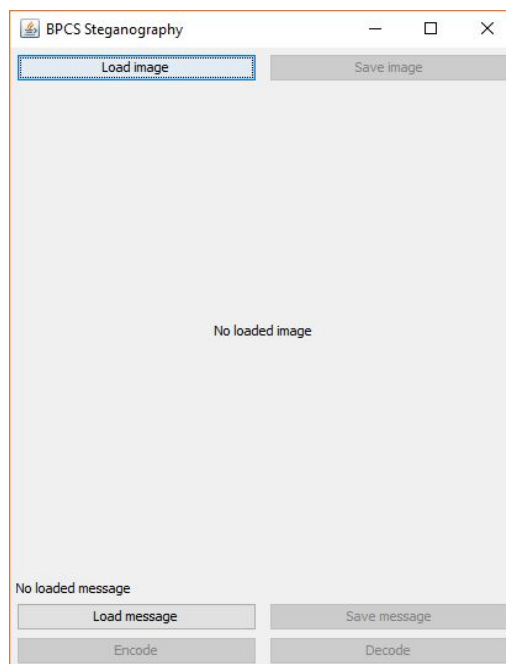 BPCS Steganography
Load image Save image
No loaded image
No loaded message
Load message Save message
Encode Decode